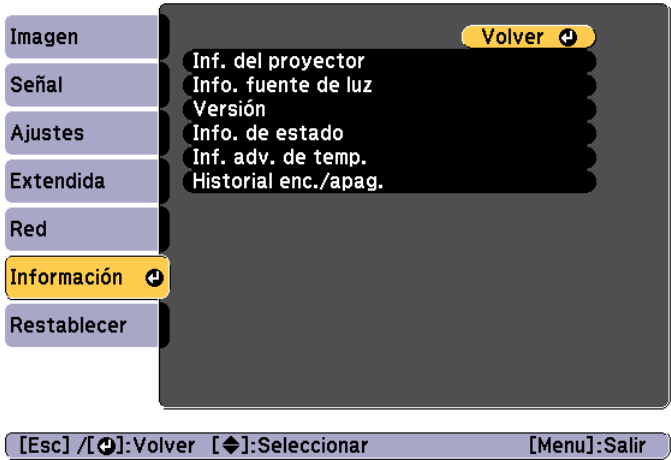 Imagen
Señal
Ajustes
Extendida
Red
Información
Restablecer
Volver
Inf. del proyector
Info. fuente de luz
Versión
Info. de estado
Inf. adv. de temp.
Historial enc./apag.
[Esc] /[⏎]:Volver [◆]:Seleccionar [Menu]:Salir